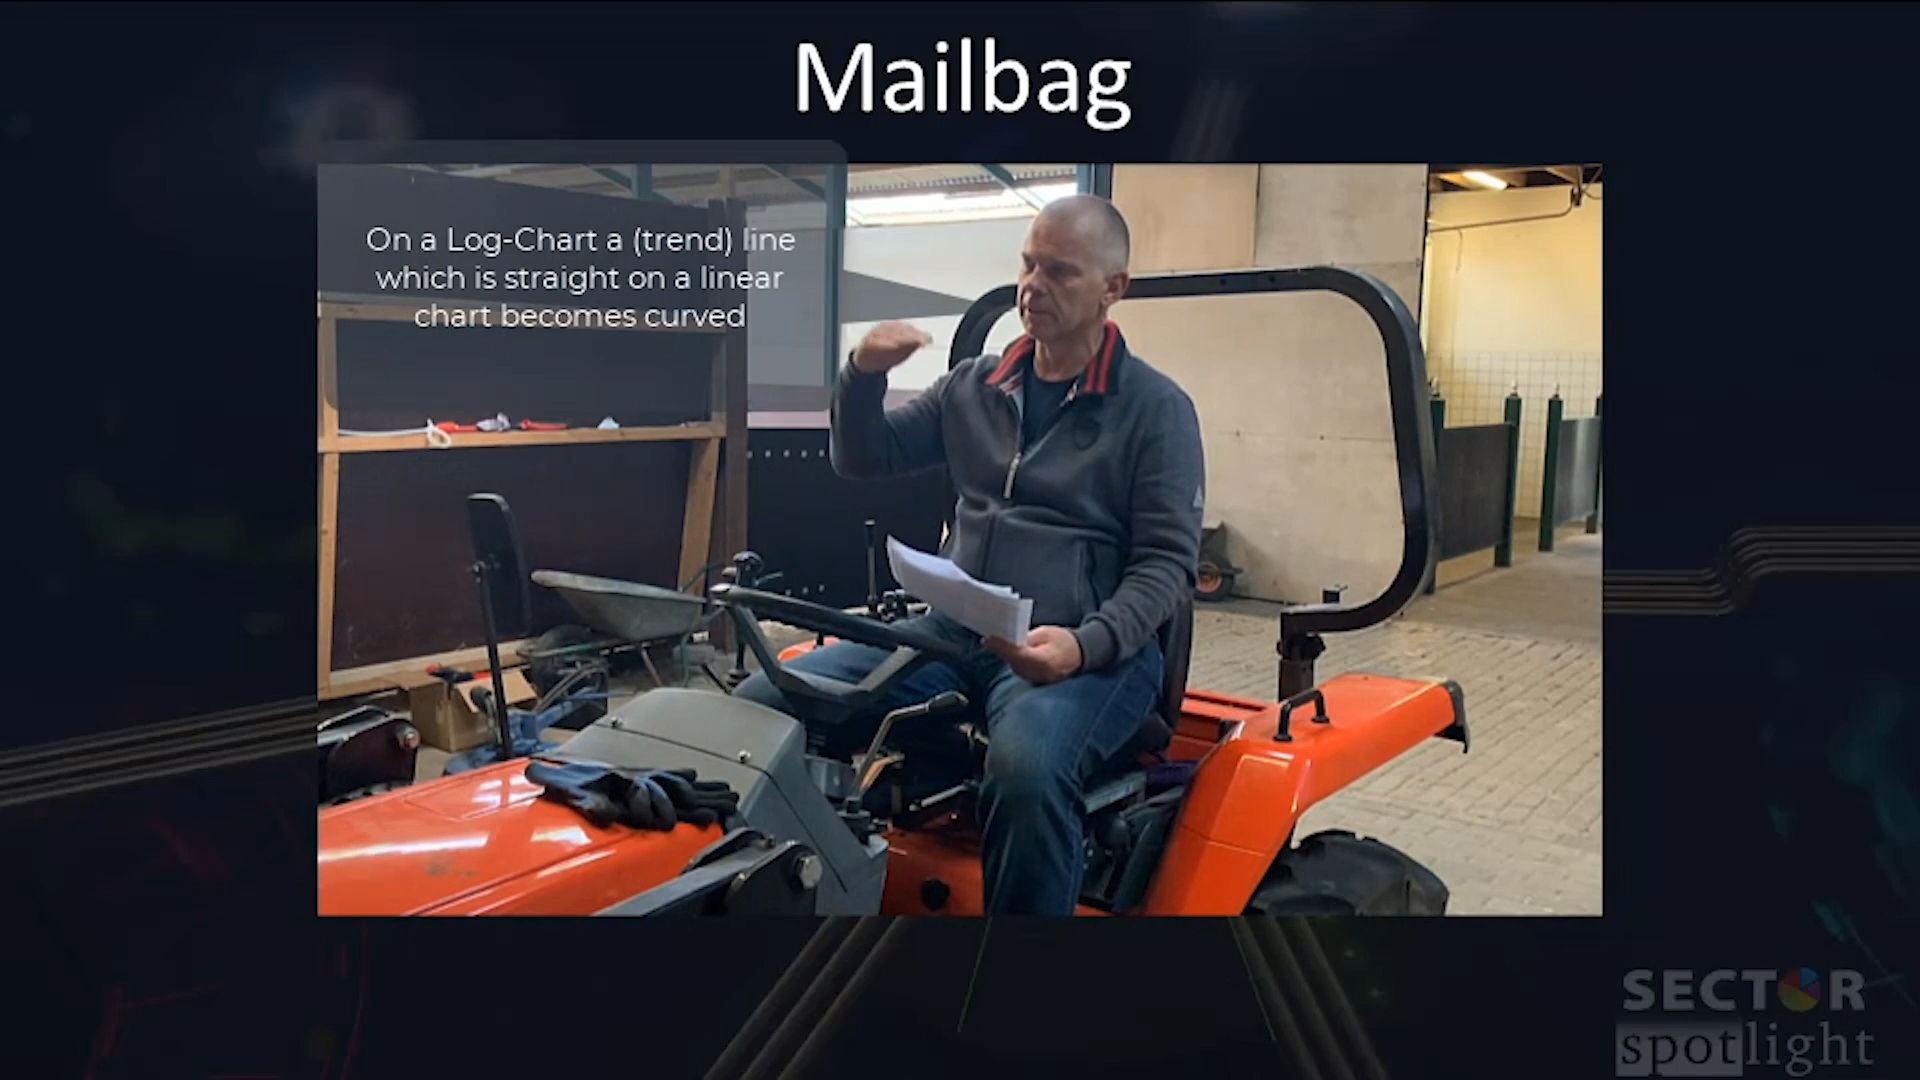 Mailbag
On a Log-Chart a (trend) line
which is straight on a linear
chart becomes curved
SECTOR
spotlight